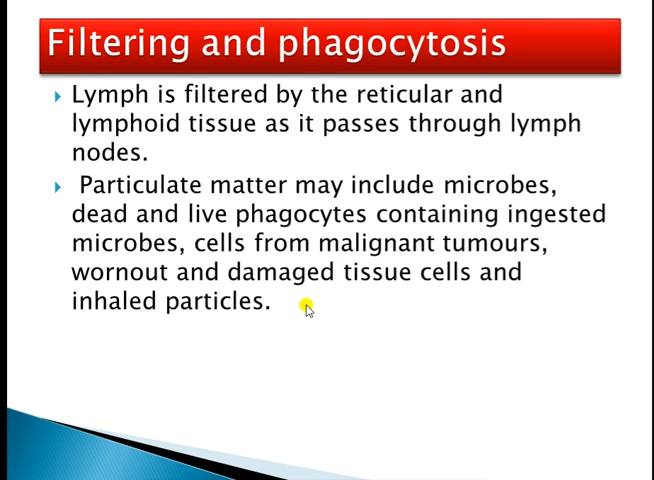 Filtering and phagocytosis
Lymph is filtered by the reticular and
lymphoid tissue as it passes through lymph
nodes.
Particulate matter may include microbes,
dead and live phagocytes containing ingested
microbes, cells from malignant tumours,
wornout and damaged tissue cells and
inhaled particles.